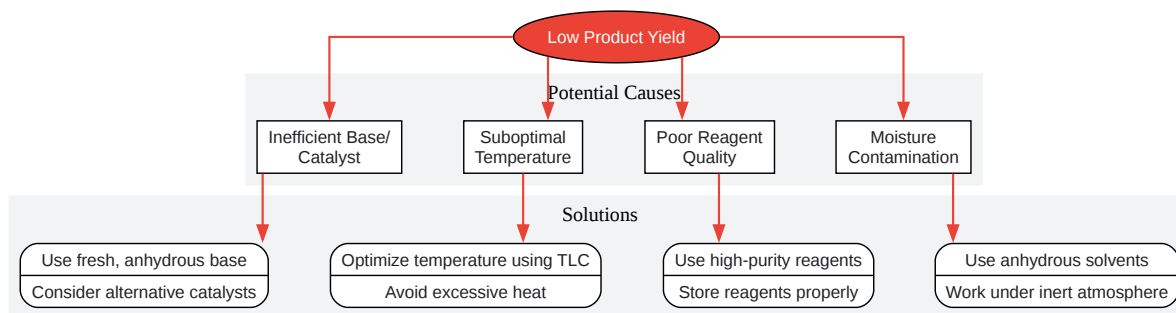 Low Product Yield
Potential Causes
Inefficient Base/
Catalyst
Suboptimal
Temperature
Poor Reagent
Quality
Moisture
Contamination
Solutions
Use fresh, anhydrous base
Consider alternative catalysts
Optimize temperature using TLC
Avoid excessive heat
Use high-purity reagents
Store reagents properly
Use anhydrous solvents
Work under inert atmosphere